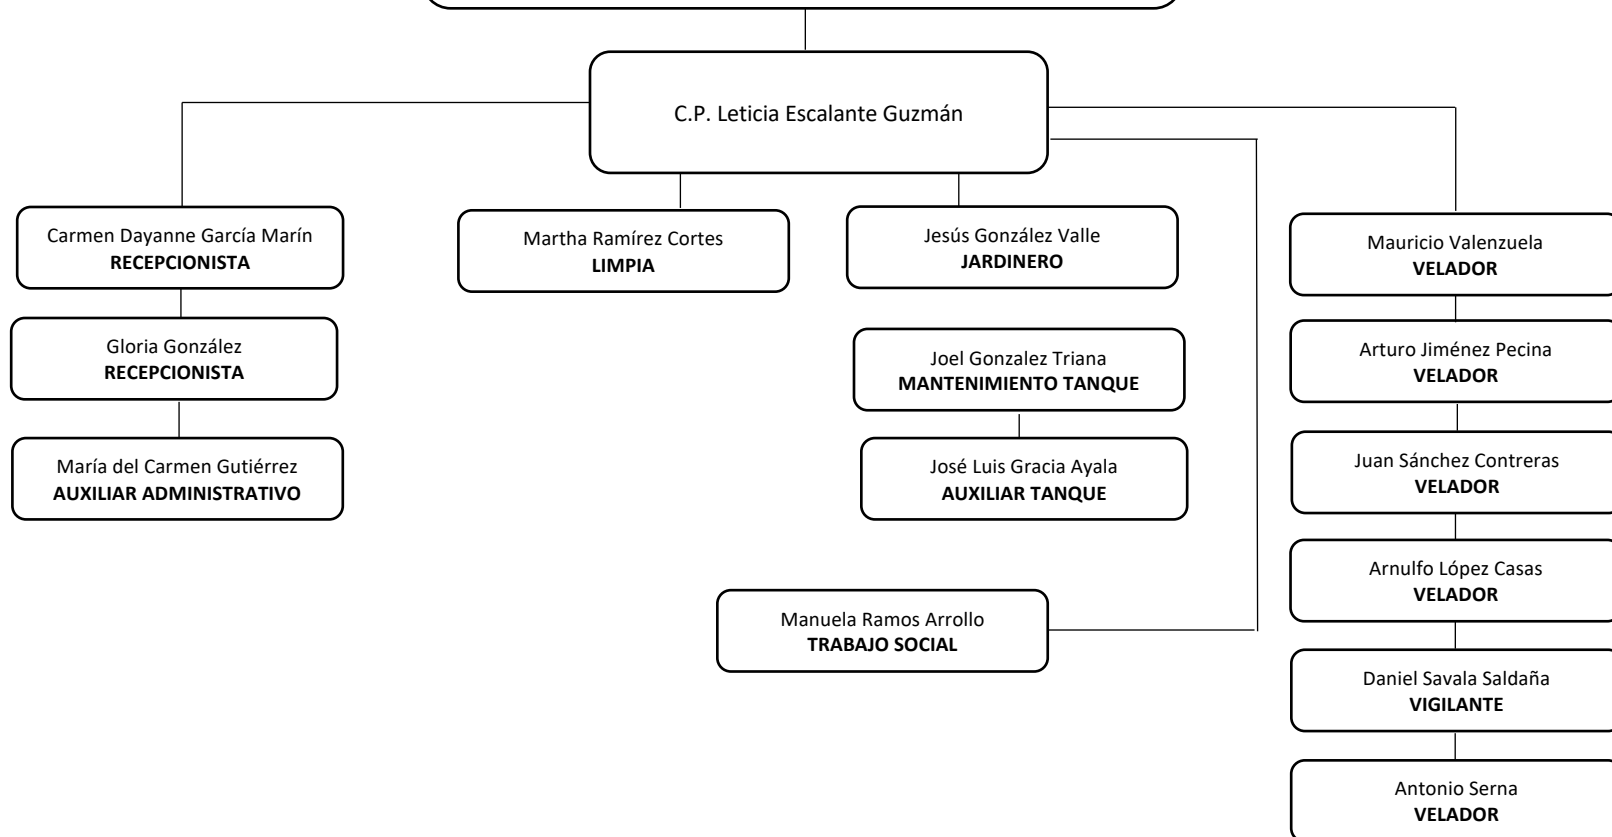 C.P. Leticia Escalante Guzmán
Carmen Dayanne García Marín
RECEPCIONISTA
Gloria González
RECEPCIONISTA
María del Carmen Gutiérrez
AUXILIAR ADMINISTRATIVO
Martha Ramírez Cortes
LIMPIA
Jesús González Valle
JARDINERO
Joel Gonzalez Triana
MANTENIMIENTO TANQUE
José Luis Gracia Ayala
AUXILIAR TANQUE
Manuela Ramos Arrollo
TRABAJO SOCIAL
Mauricio Valenzuela
VELADOR
Arturo Jiménez Pecina
VELADOR
Juan Sánchez Contreras
VELADOR
Arnulfo López Casas
VELADOR
Daniel Savala Saldaña
VIGILANTE
Antonio Serna
VELADOR